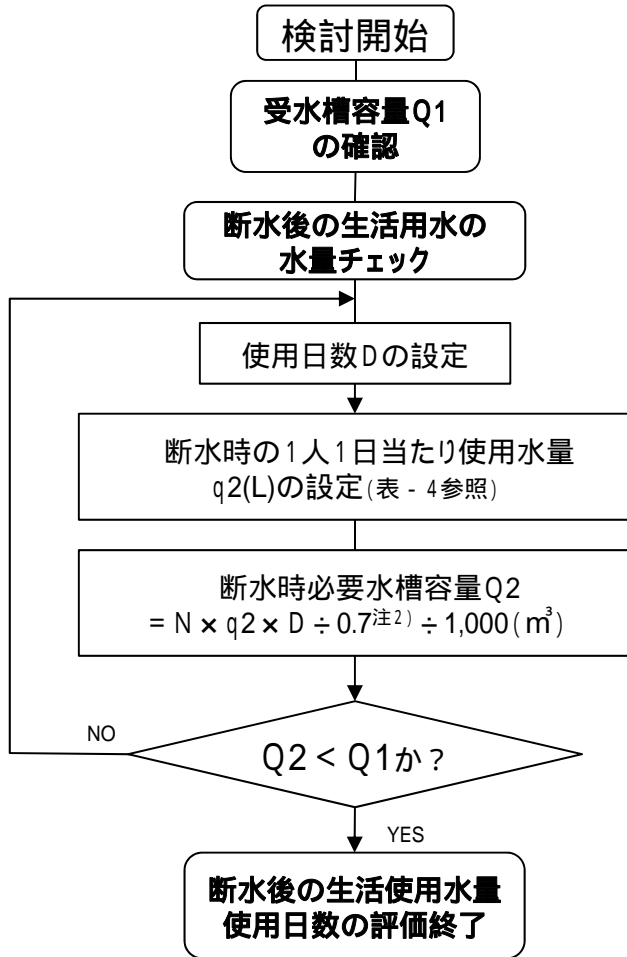 検討開始
受水槽容量Q1
の確認
断水後の生活用水の
水量チェック
使用日数Dの設定
断水時の1人1日当たり使用水量
q2(L)の設定(表 - 4参照)
断水時必要水槽容量Q2
= N × q2 × D ÷ 0.7注2) ÷ 1,000(㎥)
NO
Q2 < Q1か?
YES
断水後の生活使用水量
使用日数の評価終了